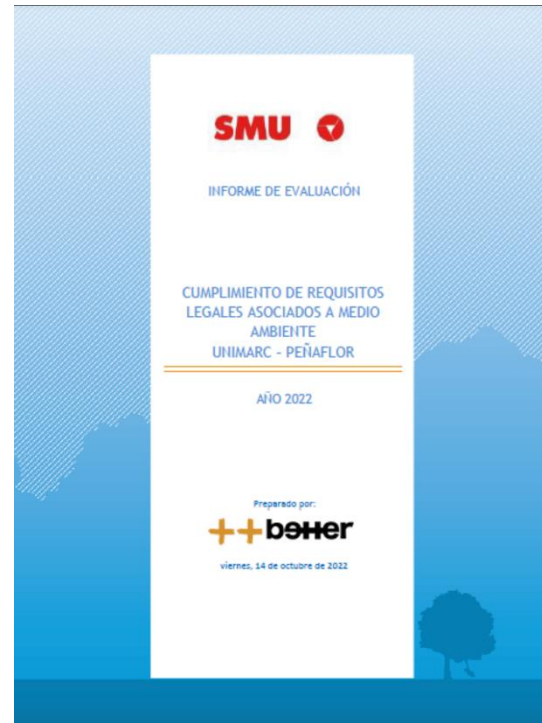 SMU
INFORME DE EVALUACIÓN
CUMPLIMIENTO DE REQUISITOS
LEGALES ASOCIADOS A MEDIO
AMBIENTE
UNIMARC - PEÑAFLOR
AÑO 2022
Preparado por:
++beHer
viernes, 14 de octubre de 2022